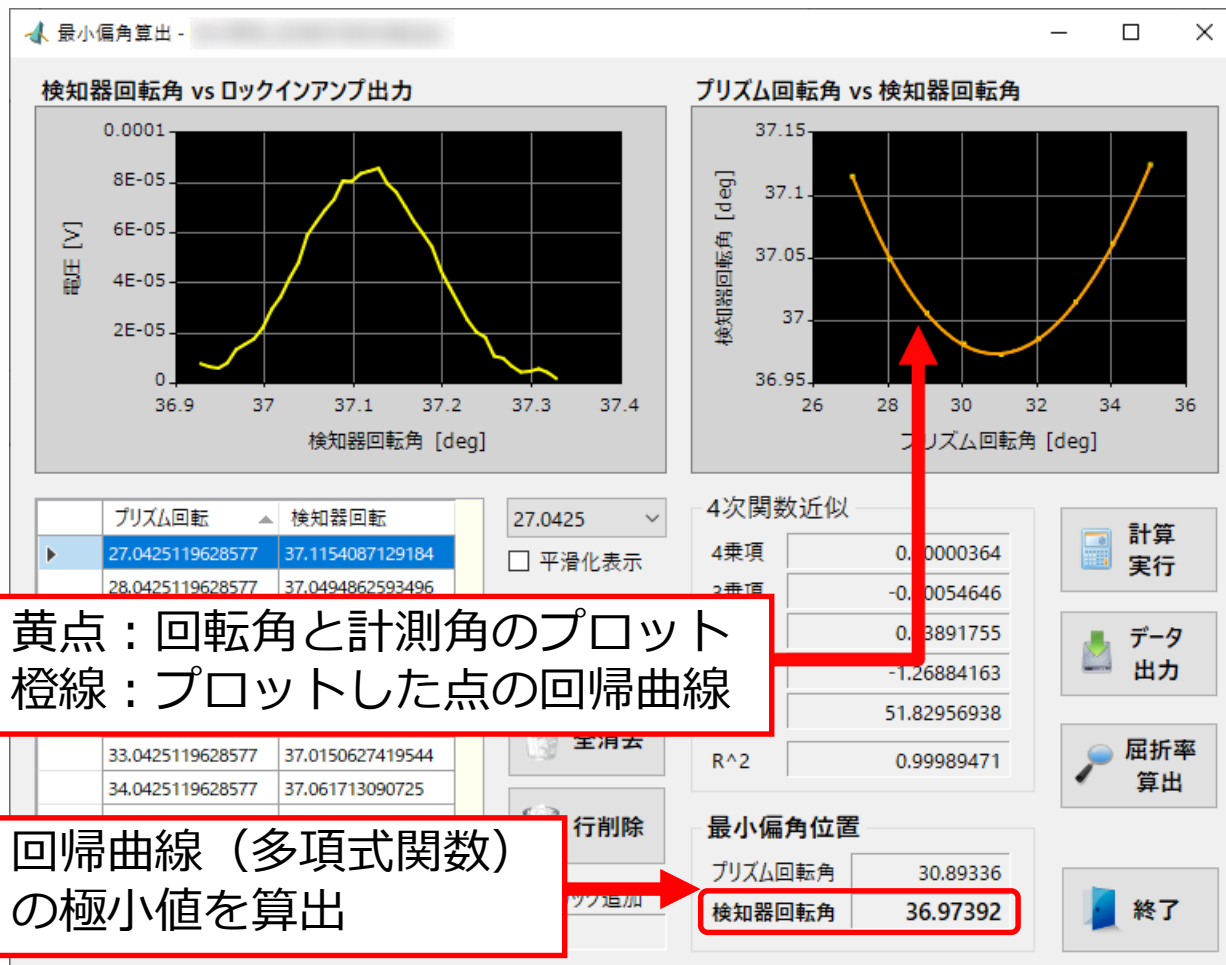 最小偏角算出 -
検知器回転角 vs ロックインアンプ出力
0.0001
8E-05
6E-05
4E-05
2E-05
0
電圧 [V]
36.9 37 37.1 37.2 37.3 37.4
検知器回転角 [deg]
プリズム回転角 vs 検知器回転角
37.15
37.1
37.05
37
36.95
検知器回転角 [deg]
26 28 30 32 34 36
プリズム回転角 [deg]
プリズム回転 検知器回転
27.0425119628577 37.1154087129184
28.0425119628577 37.0494862593496
33.0425119628577 37.0150627419544
34.0425119628577 37.061713090725
27.0425
平滑化表示
全消去
行削除
追加
4次関数近似
4乗項 0.00000364
3乗項 -0.00054646
0.03891755
-1.26884163
51.82956938
R^2 0.99989471
最小偏角位置
プリズム回転角 30.89336
検知器回転角 36.97392
計算
実行
データ
出力
屈折率
算出
終了
黄点：回転角と計測角のプロット
橙線：プロットした点の回帰曲線
回帰曲線（多項式関数）
の極小値を算出